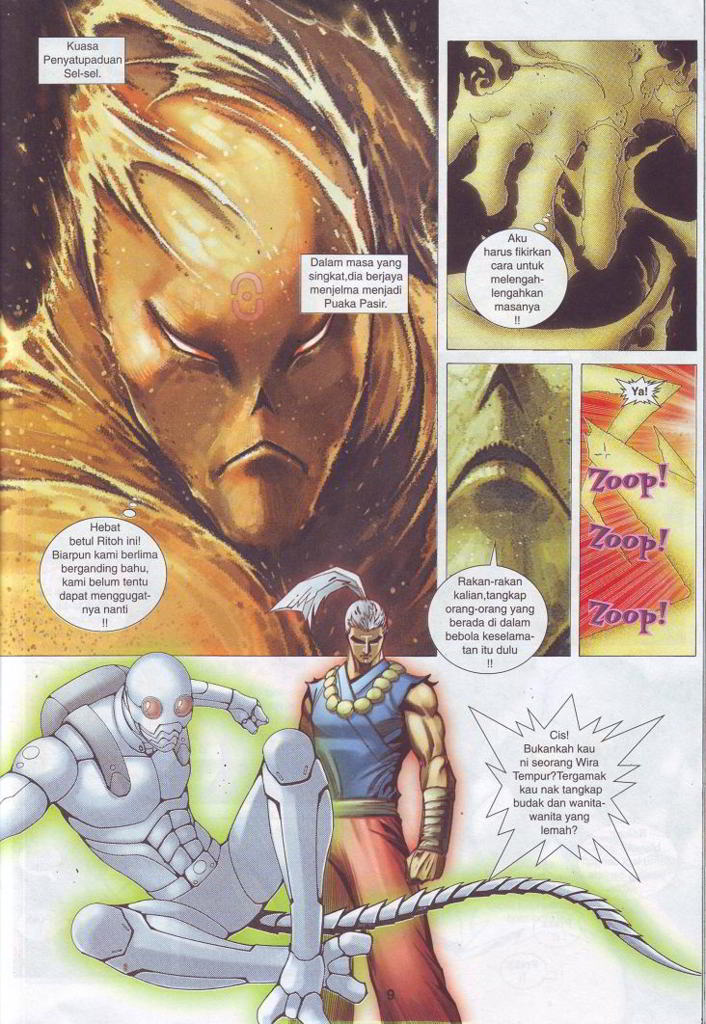 Kuasa
Penyatupaduan
Sel-sel.
Dalam masa yang
singkat,dia berjaya
menjelma menjadi
Puaka Pasir.
Hebat
betul Ritoh ini!
Biarpun kami berlima
berganding bahu,
kami belum tentu
dapat menggugat-
nya nanti
!!
Aku
harus fikirkan
cara untuk
melengah-
lengahkan
masanya
!!
Rakan-rakan
kalian,tangkap
orang-orang yang
berada di dalam
bebola keselama-
tan itu dulu
!!
Ya!
Zoop!
Zoop!
Zoop!
Cis!
Bukankah kau
ni seorang Wira
Tempur?Tergamak
kau nak tangkap
budak dan wanita-
wanita yang
lemah?
9